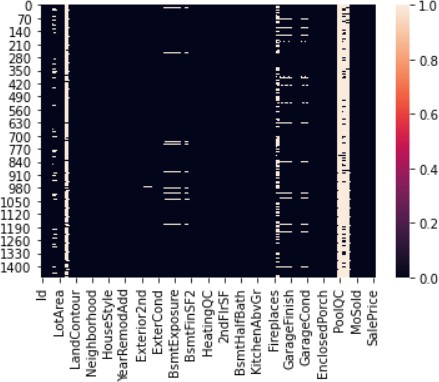 0
70
140
210
280
350
420
490
560
630
700
770
840
910
980
1050
1120
1190
1260
1330
1400
Id
LotArea
LandContour
Neighborhood
HouseStyle
YearRemodAdd
Exterior2nd
ExterCond
BsmtExposure
BsmtFinSF2
HeatingQC
2ndFlrSF
BsmtHalfBath
KitchenAbvGr
Fireplaces
GarageFinish
GarageCond
EnclosedPorch
PoolQC
MoSold
SalePrice
1.0
0.8
0.6
0.4
0.2
0.0